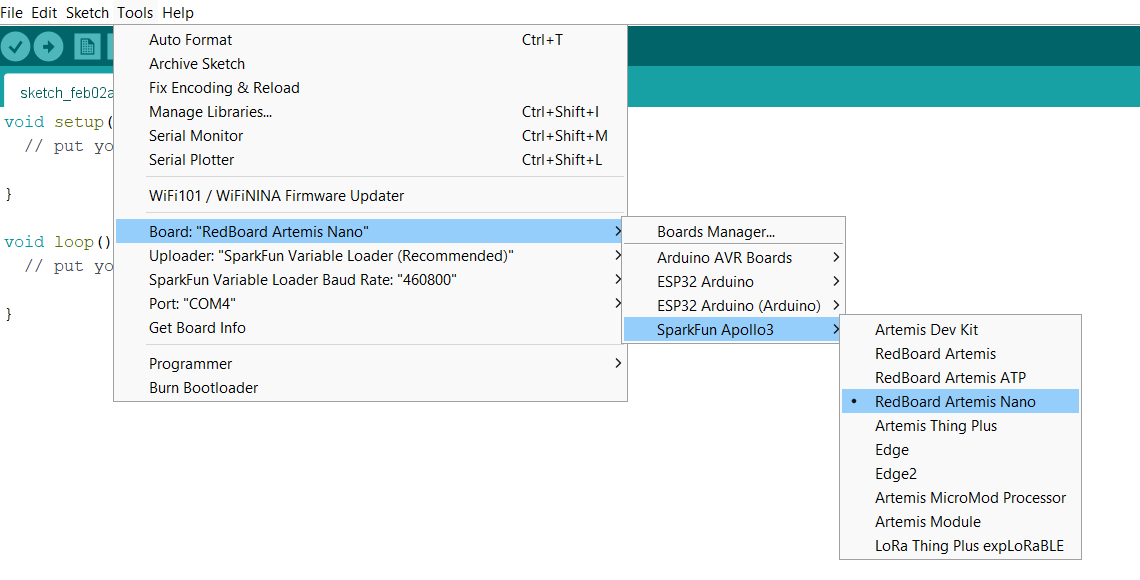 File Edit Sketch Tools Help
Auto Format Ctrl+T
Archive Sketch
Fix Encoding & Reload
Manage Libraries... Ctrl+Shift+I
Serial Monitor Ctrl+Shift+M
Serial Plotter Ctrl+Shift+L
WiFi101 / WiFiNINA Firmware Updater
Board: "RedBoard Artemis Nano"
Uploader: "SparkFun Variable Loader (Recommended)"
SparkFun Variable Loader Baud Rate: "460800"
Port: "COM4"
Get Board Info
Programmer
Burn Bootloader
sketch_feb02a
void setup(
// put yo
}
void loop()
// put yo
}
Boards Manager...
Arduino AVR Boards
ESP32 Arduino
ESP32 Arduino (Arduino)
SparkFun Apollo3
Artemis Dev Kit
RedBoard Artemis
RedBoard Artemis ATP
RedBoard Artemis Nano
Artemis Thing Plus
Edge
Edge2
Artemis MicroMod Processor
Artemis Module
LoRa Thing Plus expLoRaBLE